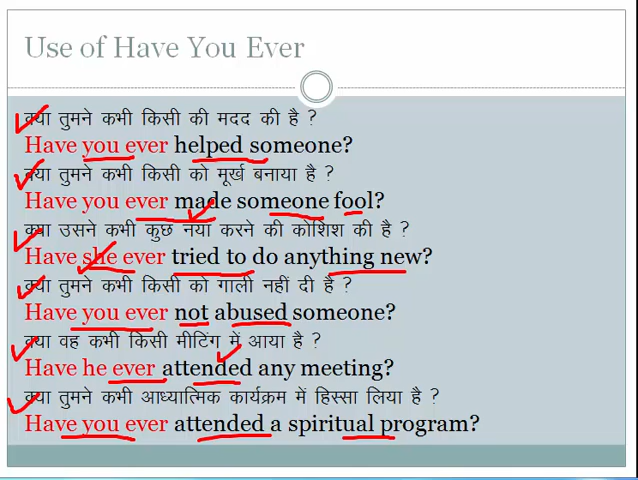 Use of Have You Ever
क्या तुमने कभी किसी की मदद की है ?
Have you ever helped someone?
क्या तुमने कभी किसी को मूर्ख बनाया है ?
Have you ever made someone fool?
क्या उसने कभी कुछ नया करने की कोशिश की है ?
Have she ever tried to do anything new?
क्या तुमने कभी किसी को गाली नहीं दी है ?
Have you ever not abused someone?
क्या वह कभी किसी मीटिंग में आया है ?
Have he ever attended any meeting?
क्या तुमने कभी आध्यात्मिक कार्यक्रम में हिस्सा लिया है ?
Have you ever attended a spiritual program?